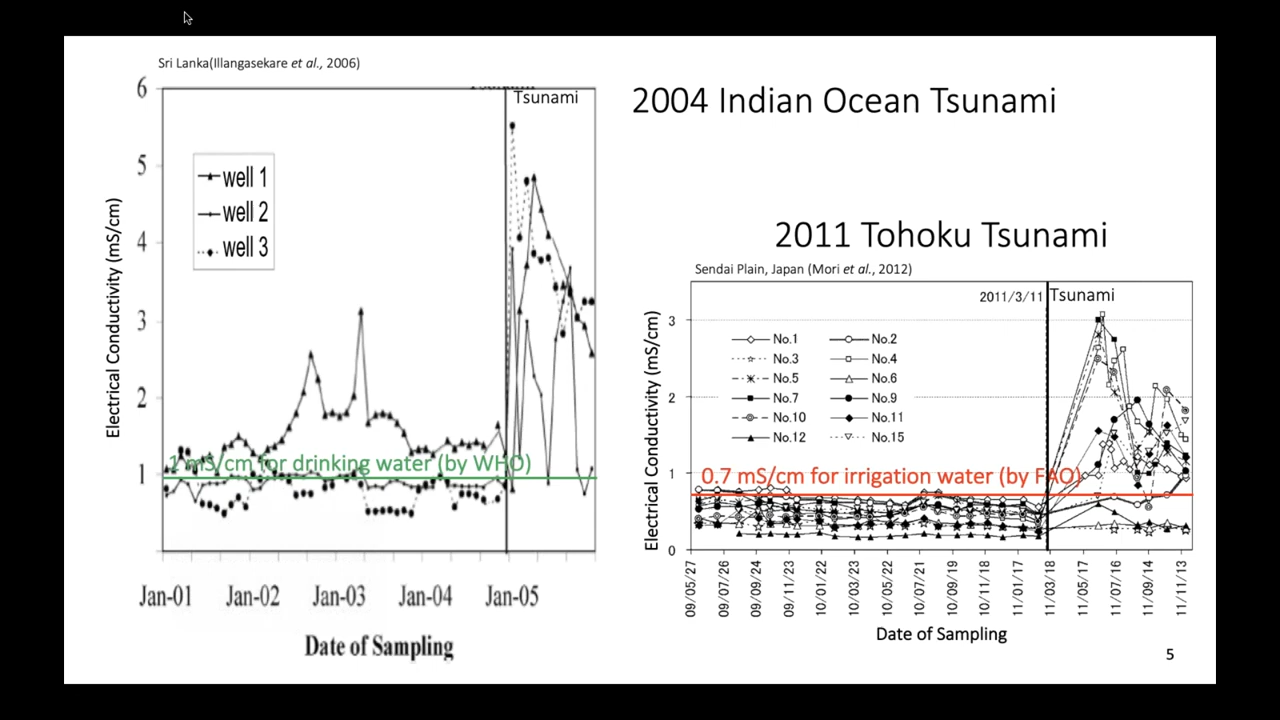 Sri Lanka(Illangasekare et al., 2006)
2004 Indian Ocean Tsunami
Tsunami
6
5
4
3
2
1
well 1
well 2
well 3
1 mS/cm for drinking water (by WHO)
Electrical Conductivity (mS/cm)
Jan-01 Jan-02 Jan-03 Jan-04 Jan-05
Date of Sampling
2011 Tohoku Tsunami
Sendai Plain, Japan (Mori et al., 2012)
2011/3/11 Tsunami
3
2
1
0
No.1 No.2
No.3 No.4
No.5 No.6
No.7 No.9
No.10 No.11
No.12 No.15
0.7 mS/cm for irrigation water (by FAO)
Electrical Conductivity (mS/cm)
09/05/27 09/07/26 09/09/24 09/11/23 10/01/22 10/03/23 10/05/22 10/07/21 10/09/19 10/11/18 11/01/17 11/03/18 11/05/17 11/07/16 11/09/14 11/11/13
Date of Sampling
5